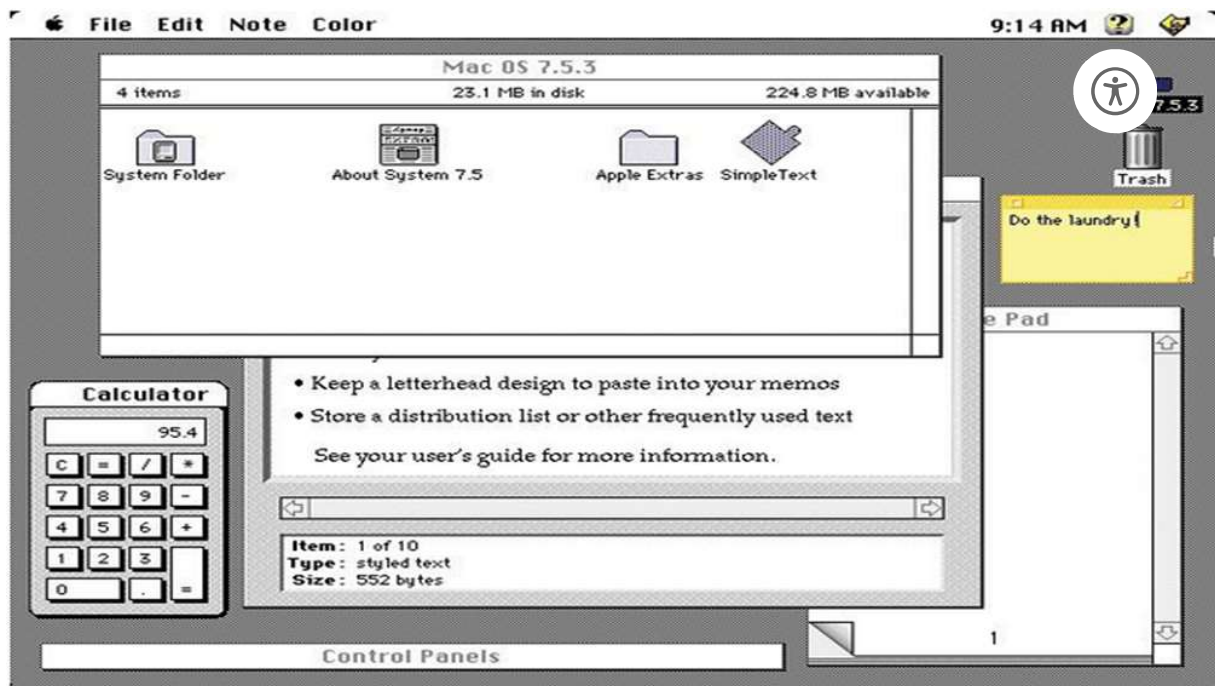 File Edit Note Color 9:14 AM
Mac OS 7.5.3
4 items 23.1 MB in disk 224.8 MB available
System Folder About System 7.5 Apple Extras SimpleText
7.5.3
Trash
Do the laundry
e Pad
• Keep a letterhead design to paste into your memos
• Store a distribution list or other frequently used text
See your user's guide for more information.
Calculator
95.4
C = / *
7 8 9 -
4 5 6 +
1 2 3
0 . =
Item: 1 of 10
Type: styled text
Size: 552 bytes
1
Control Panels